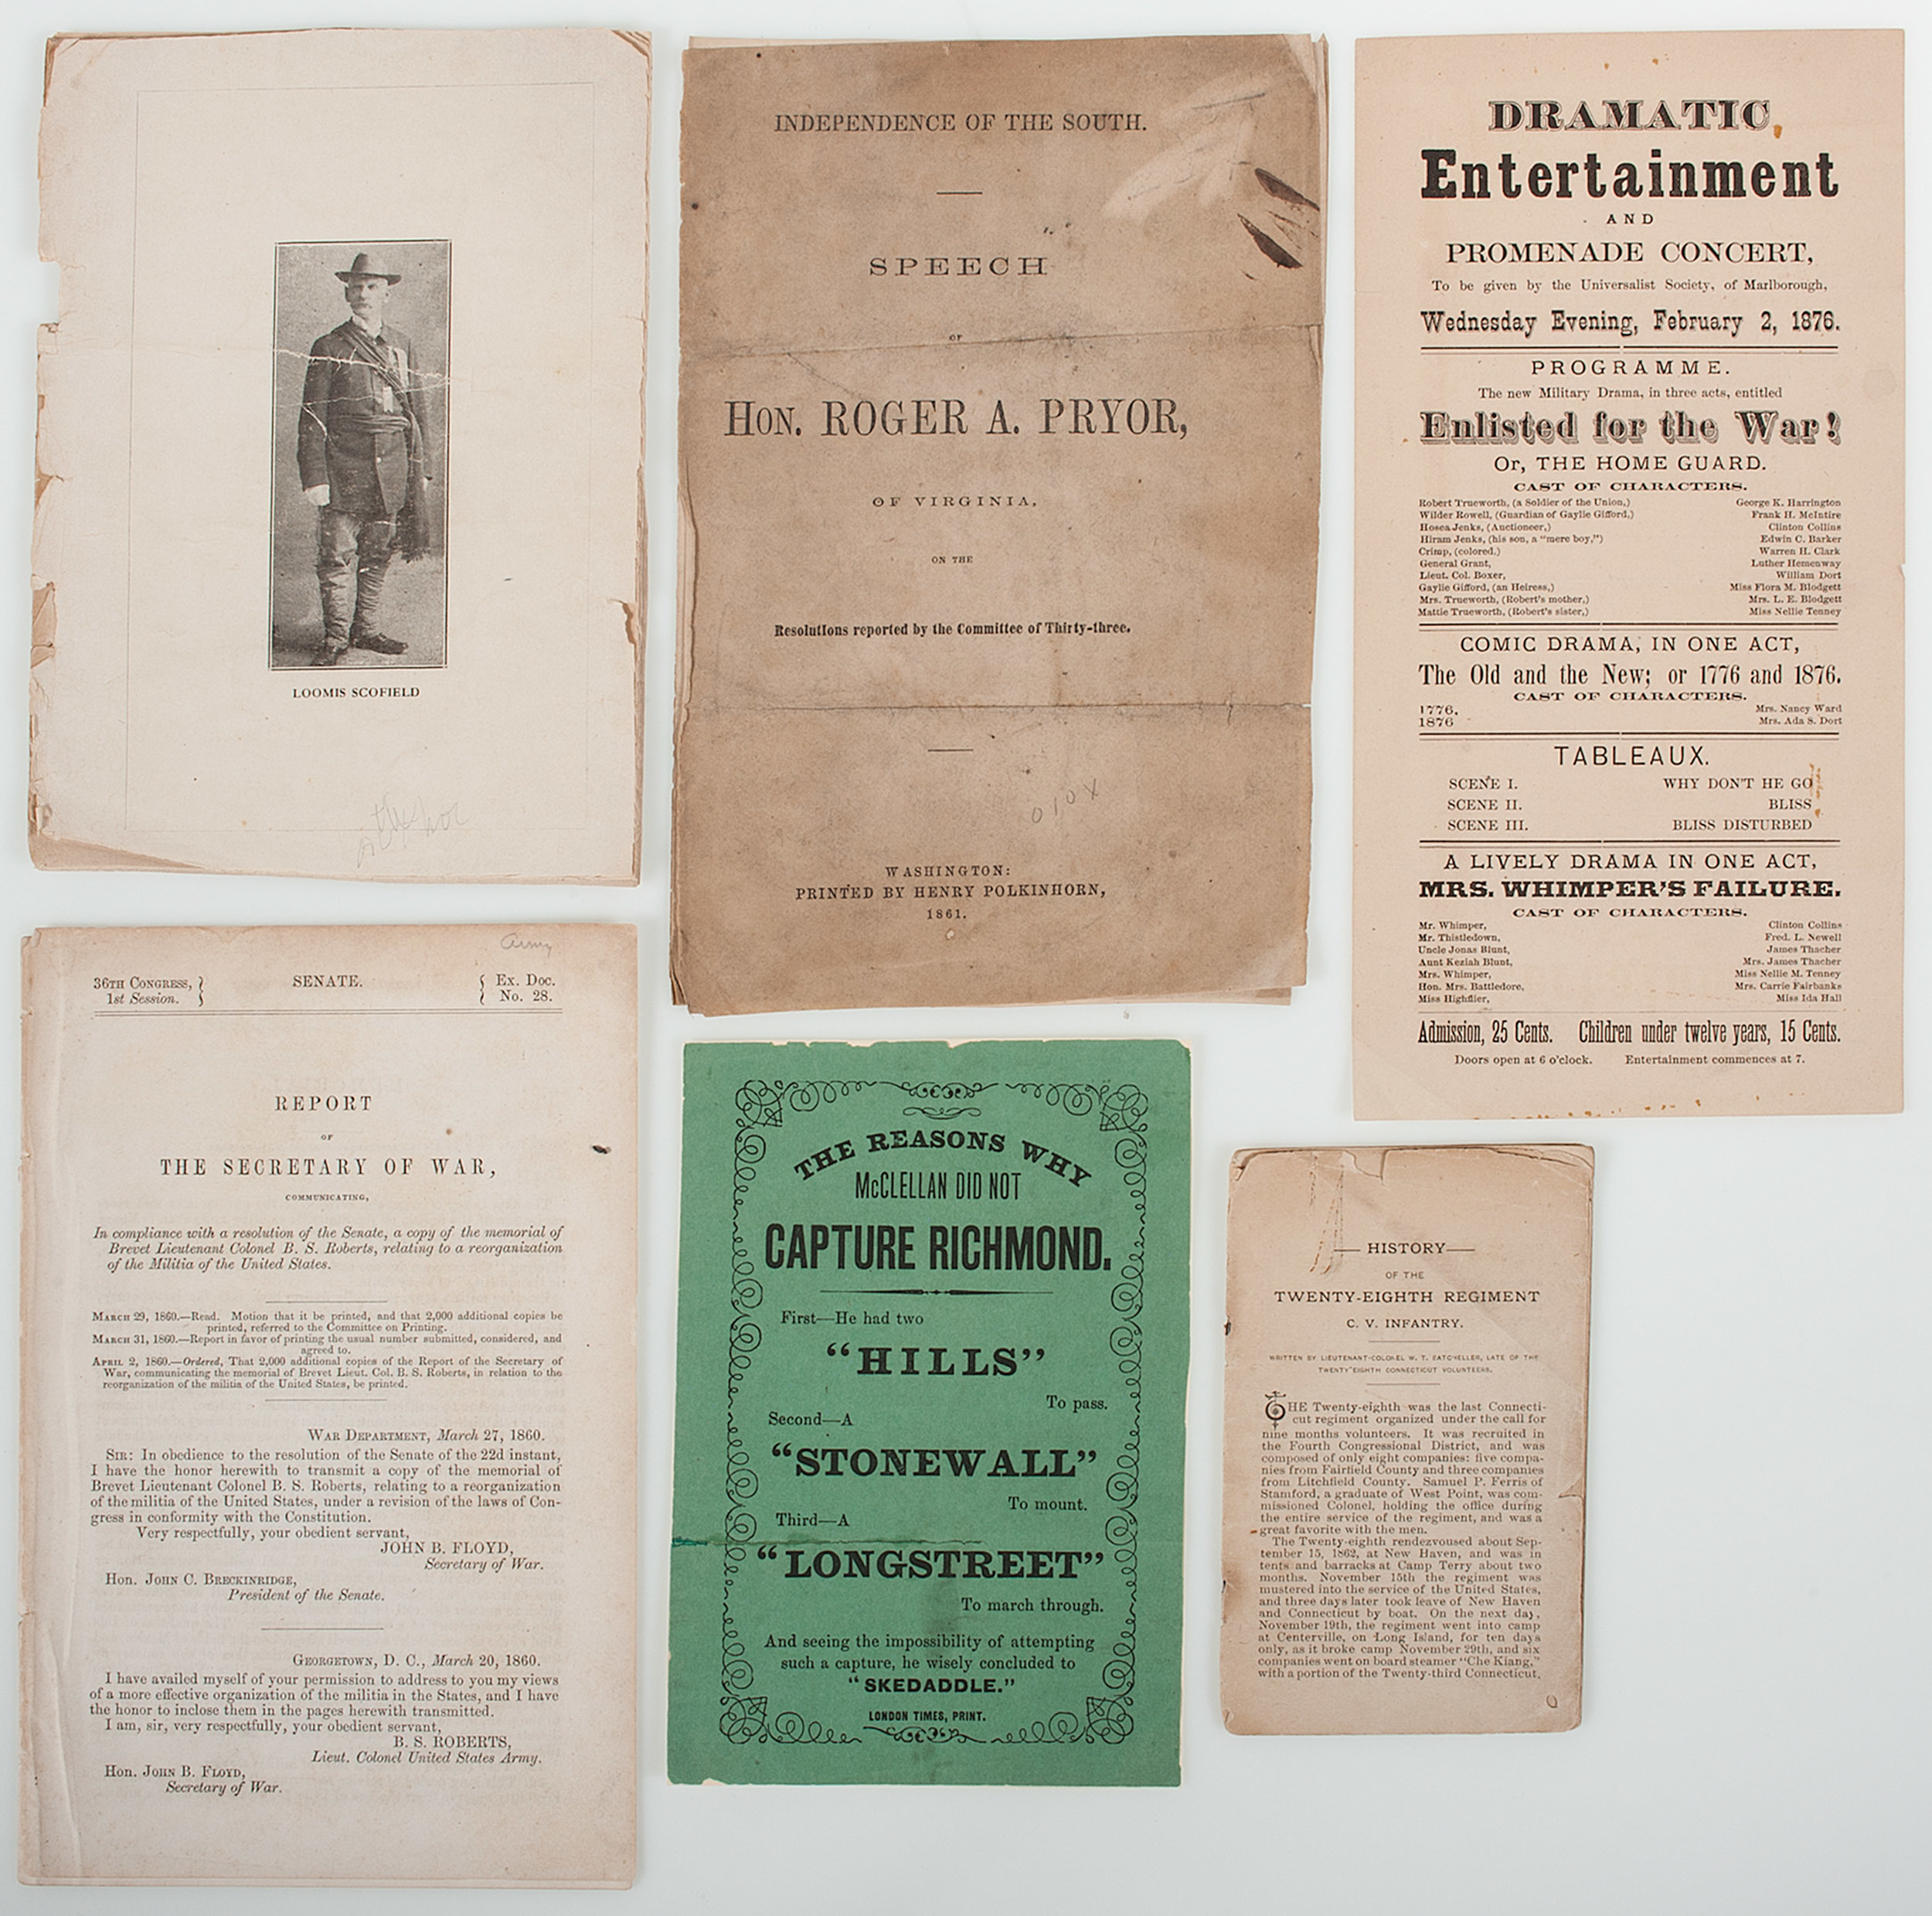 LOOMIS SCOFIELD
Author
INDEPENDENCE OF THE SOUTH.
SPEECH
OF
HON. ROGER A. PRYOR,
OF VIRGINIA,
ON THE
Resolutions reported by the Committee of Thirty-three.
WASHINGTON:
PRINTED BY HENRY POLKINHORN,
1861.
DRAMATIC
Entertainment
AND
PROMENADE CONCERT,
To be given by the Universalist Society, of Marlborough,
Wednesday Evening, February 2, 1876.
PROGRAMME.
The new Military Drama, in three acts, entitled
Enlisted for the War!
Or, THE HOME GUARD.
CAST OF CHARACTERS.
Robert Trueworth, (a Soldier of the Union,) George K. Harrington
Wilder Rowell, (Guardian of Gaylie Gifford,) Frank H. McIntire
Hosea Jenks, (Auctioneer,) Clinton Collins
Hiram Jenks, (his son, a "mere boy,") Edwin C. Barker
Crimp, (colored.) Warren H. Clark
General Grant, Luther Hemenway
Lieut. Col. Boxer, William Dort
Gaylie Gifford, (an Heiress,) Miss Flora M. Blodgett
Mrs. Trueworth, (Robert's mother,) Mrs. L. E. Blodgett
Mattie Trueworth, (Robert's sister,) Miss Nellie Tenney
COMIC DRAMA, IN ONE ACT,
The Old and the New; or 1776 and 1876.
CAST OF CHARACTERS.
1776. Mrs. Nancy Ward
1876 Mrs. Ada S. Dort
TABLEAUX.
SCENE I. WHY DON'T HE GO
SCENE II. BLISS
SCENE III. BLISS DISTURBED
A LIVELY DRAMA IN ONE ACT,
MRS. WHIMPER'S FAILURE.
CAST OF CHARACTERS.
Mr. Whimper, Clinton Collins
Mr. Thistledown, Fred. L. Newell
Uncle Jonas Blunt, James Thacher
Aunt Keziah Blunt, Mrs. James Thacher
Mrs. Whimper, Miss Nellie M. Tenney
Hon. Mrs. Battledore, Mrs. Carrie Fairbanks
Miss Highflier, Miss Ida Hall
Admission, 25 Cents. Children under twelve years, 15 Cents.
Doors open at 6 o'clock. Entertainment commences at 7.
Army
36TH CONGRESS, SENATE. Ex. Doc.
1st Session. No. 28.
REPORT
OF
THE SECRETARY OF WAR,
COMMUNICATING,
In compliance with a resolution of the Senate, a copy of the memorial of
Brevet Lieutenant Colonel B. S. Roberts, relating to a reorganization
of the Militia of the United States.
MARCH 29, 1860.—Read. Motion that it be printed, and that 2,000 additional copies be
printed, referred to the Committee on Printing.
MARCH 31, 1860.—Report in favor of printing the usual number submitted, considered, and
agreed to.
APRIL 2, 1860.—Ordered, That 2,000 additional copies of the Report of the Secretary of
War, communicating the memorial of Brevet Lieut. Col. B. S. Roberts, in relation to the
reorganization of the militia of the United States, be printed.
WAR DEPARTMENT, March 27, 1860.
SIR: In obedience to the resolution of the Senate of the 22d instant,
I have the honor herewith to transmit a copy of the memorial of
Brevet Lieutenant Colonel B. S. Roberts, relating to a reorganization
of the militia of the United States, under a revision of the laws of Con-
gress in conformity with the Constitution.
Very respectfully, your obedient servant,
JOHN B. FLOYD,
Secretary of War.
Hon. JOHN C. BRECKINRIDGE,
President of the Senate.
GEORGETOWN, D. C., March 20, 1860.
I have availed myself of your permission to address to you my views
of a more effective organization of the militia in the States, and I have
the honor to inclose them in the pages herewith transmitted.
I am, sir, very respectfully, your obedient servant,
B. S. ROBERTS,
Lieut. Colonel United States Army.
Hon. JOHN B. FLOYD,
Secretary of War.
THE REASONS WHY
McCLELLAN DID NOT
CAPTURE RICHMOND.
First—He had two
"HILLS"
To pass.
Second—A
"STONEWALL"
To mount.
Third—A
"LONGSTREET"
To march through.
And seeing the impossibility of attempting
such a capture, he wisely concluded to
"SKEDADDLE."
LONDON TIMES, PRINT.
HISTORY
OF THE
TWENTY-EIGHTH REGIMENT
C. V. INFANTRY.
WRITTEN BY LIEUTENANT-COLONEL W. T. BATCHELLER, LATE OF THE
TWENTY-EIGHTH CONNECTICUT VOLUNTEERS.
THE Twenty-eighth was the last Connecti-
cut regiment organized under the call for
nine months volunteers. It was recruited in
the Fourth Congressional District, and was
composed of only eight companies: five compa-
nies from Fairfield County and three companies
from Litchfield County. Samuel P. Ferris of
Stamford, a graduate of West Point, was com-
missioned Colonel, holding the office during
the entire service of the regiment, and was a
great favorite with the men.
The Twenty-eighth rendezvoused about Sep-
tember 15, 1862, at New Haven, and was in
tents and barracks at Camp Terry about two
months. November 15th the regiment was
mustered into the service of the United States,
and three days later took leave of New Haven
and Connecticut by boat. On the next day,
November 19th, the regiment went into camp
at Centerville, on Long Island, for ten days
only, as it broke camp November 29th, and six
companies went on board steamer "Che Kiang,"
with a portion of the Twenty-third Connecticut.